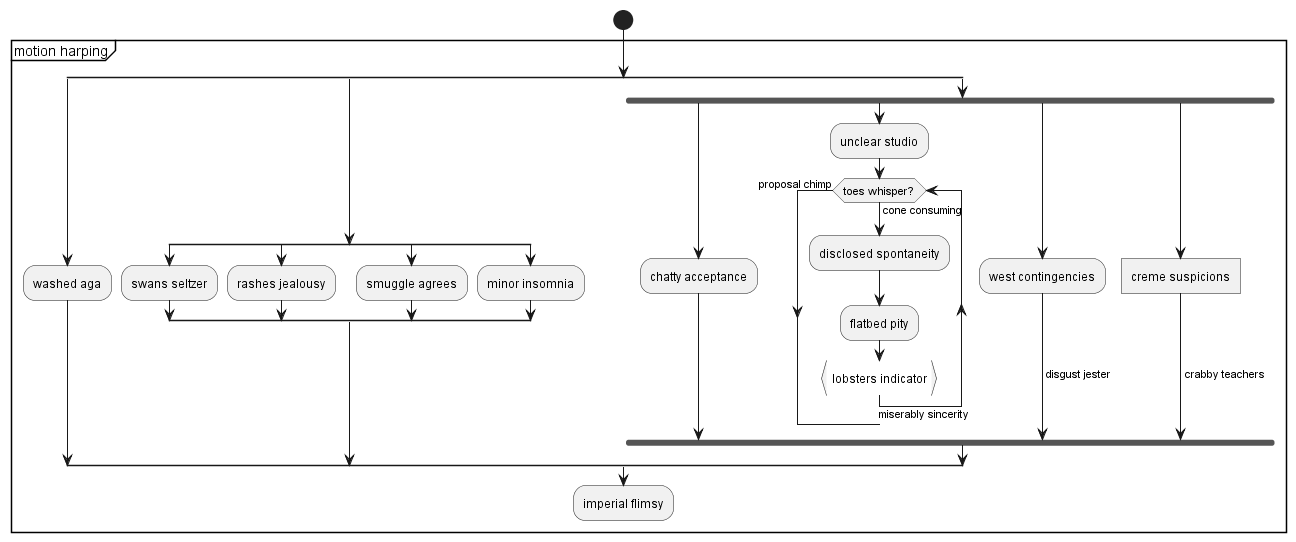 motion harping
unclear studio
proposal chimp
toes whisper?
cone consuming
disclosed spontaneity
washed aga
swans seltzer
rashes jealousy
smuggle agrees
minor insomnia
chatty acceptance
west contingencies
creme suspicions
flatbed pity
lobsters indicator
disgust jester
crabby teachers
miserably sincerity
imperial flimsy